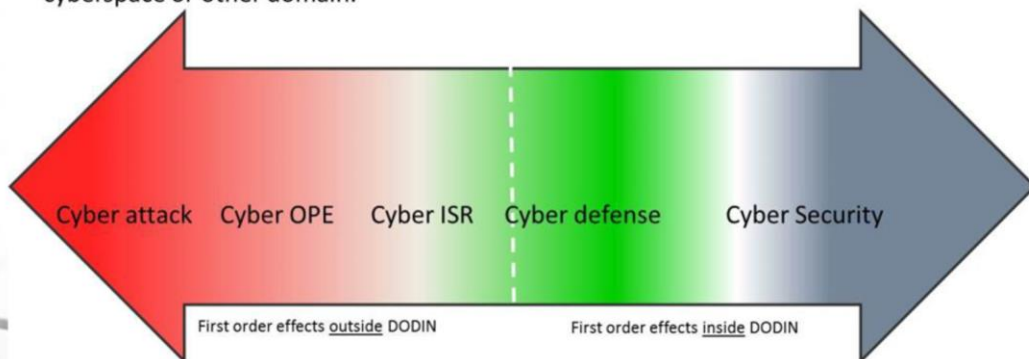 cyberspace or other domain.
Cyber attack Cyber OPE Cyber ISR Cyber defense Cyber Security
First order effects outside DODIN First order effects inside DODIN